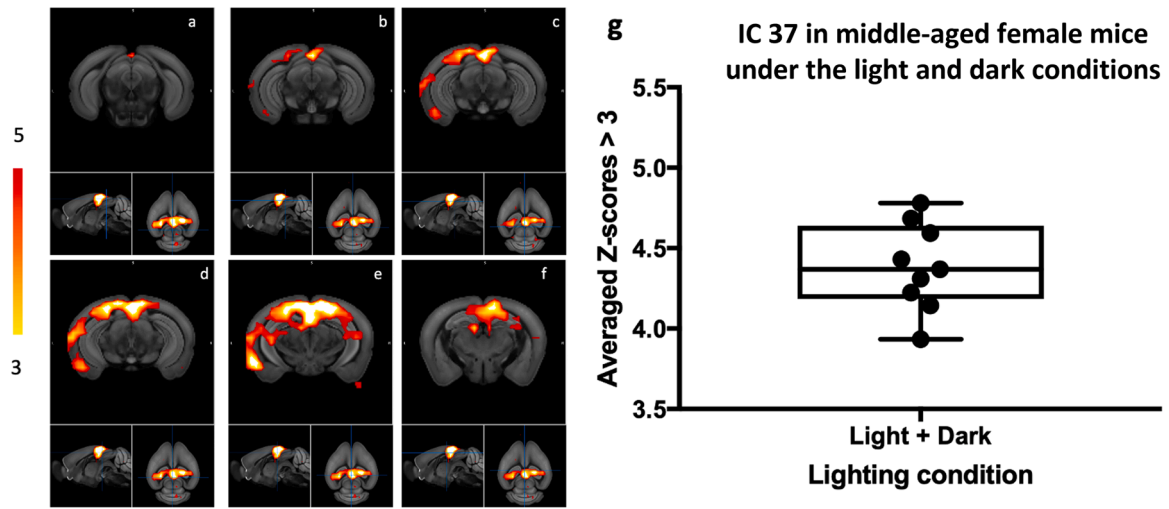 a
b
c
5
3
d
e
f
g
IC 37 in middle-aged female mice
under the light and dark conditions
Averaged Z-scores > 3
5.5
5.0
4.5
4.0
3.5
Light + Dark
Lighting condition